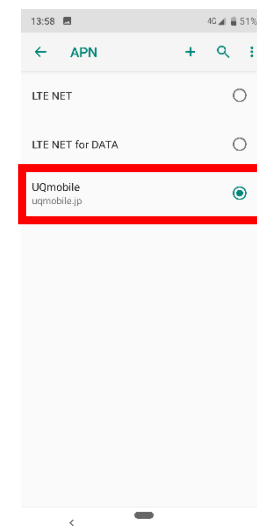 13:58 4G 51%
APN
LTE NET
LTE NET for DATA
UQmobile
uqmobile.jp